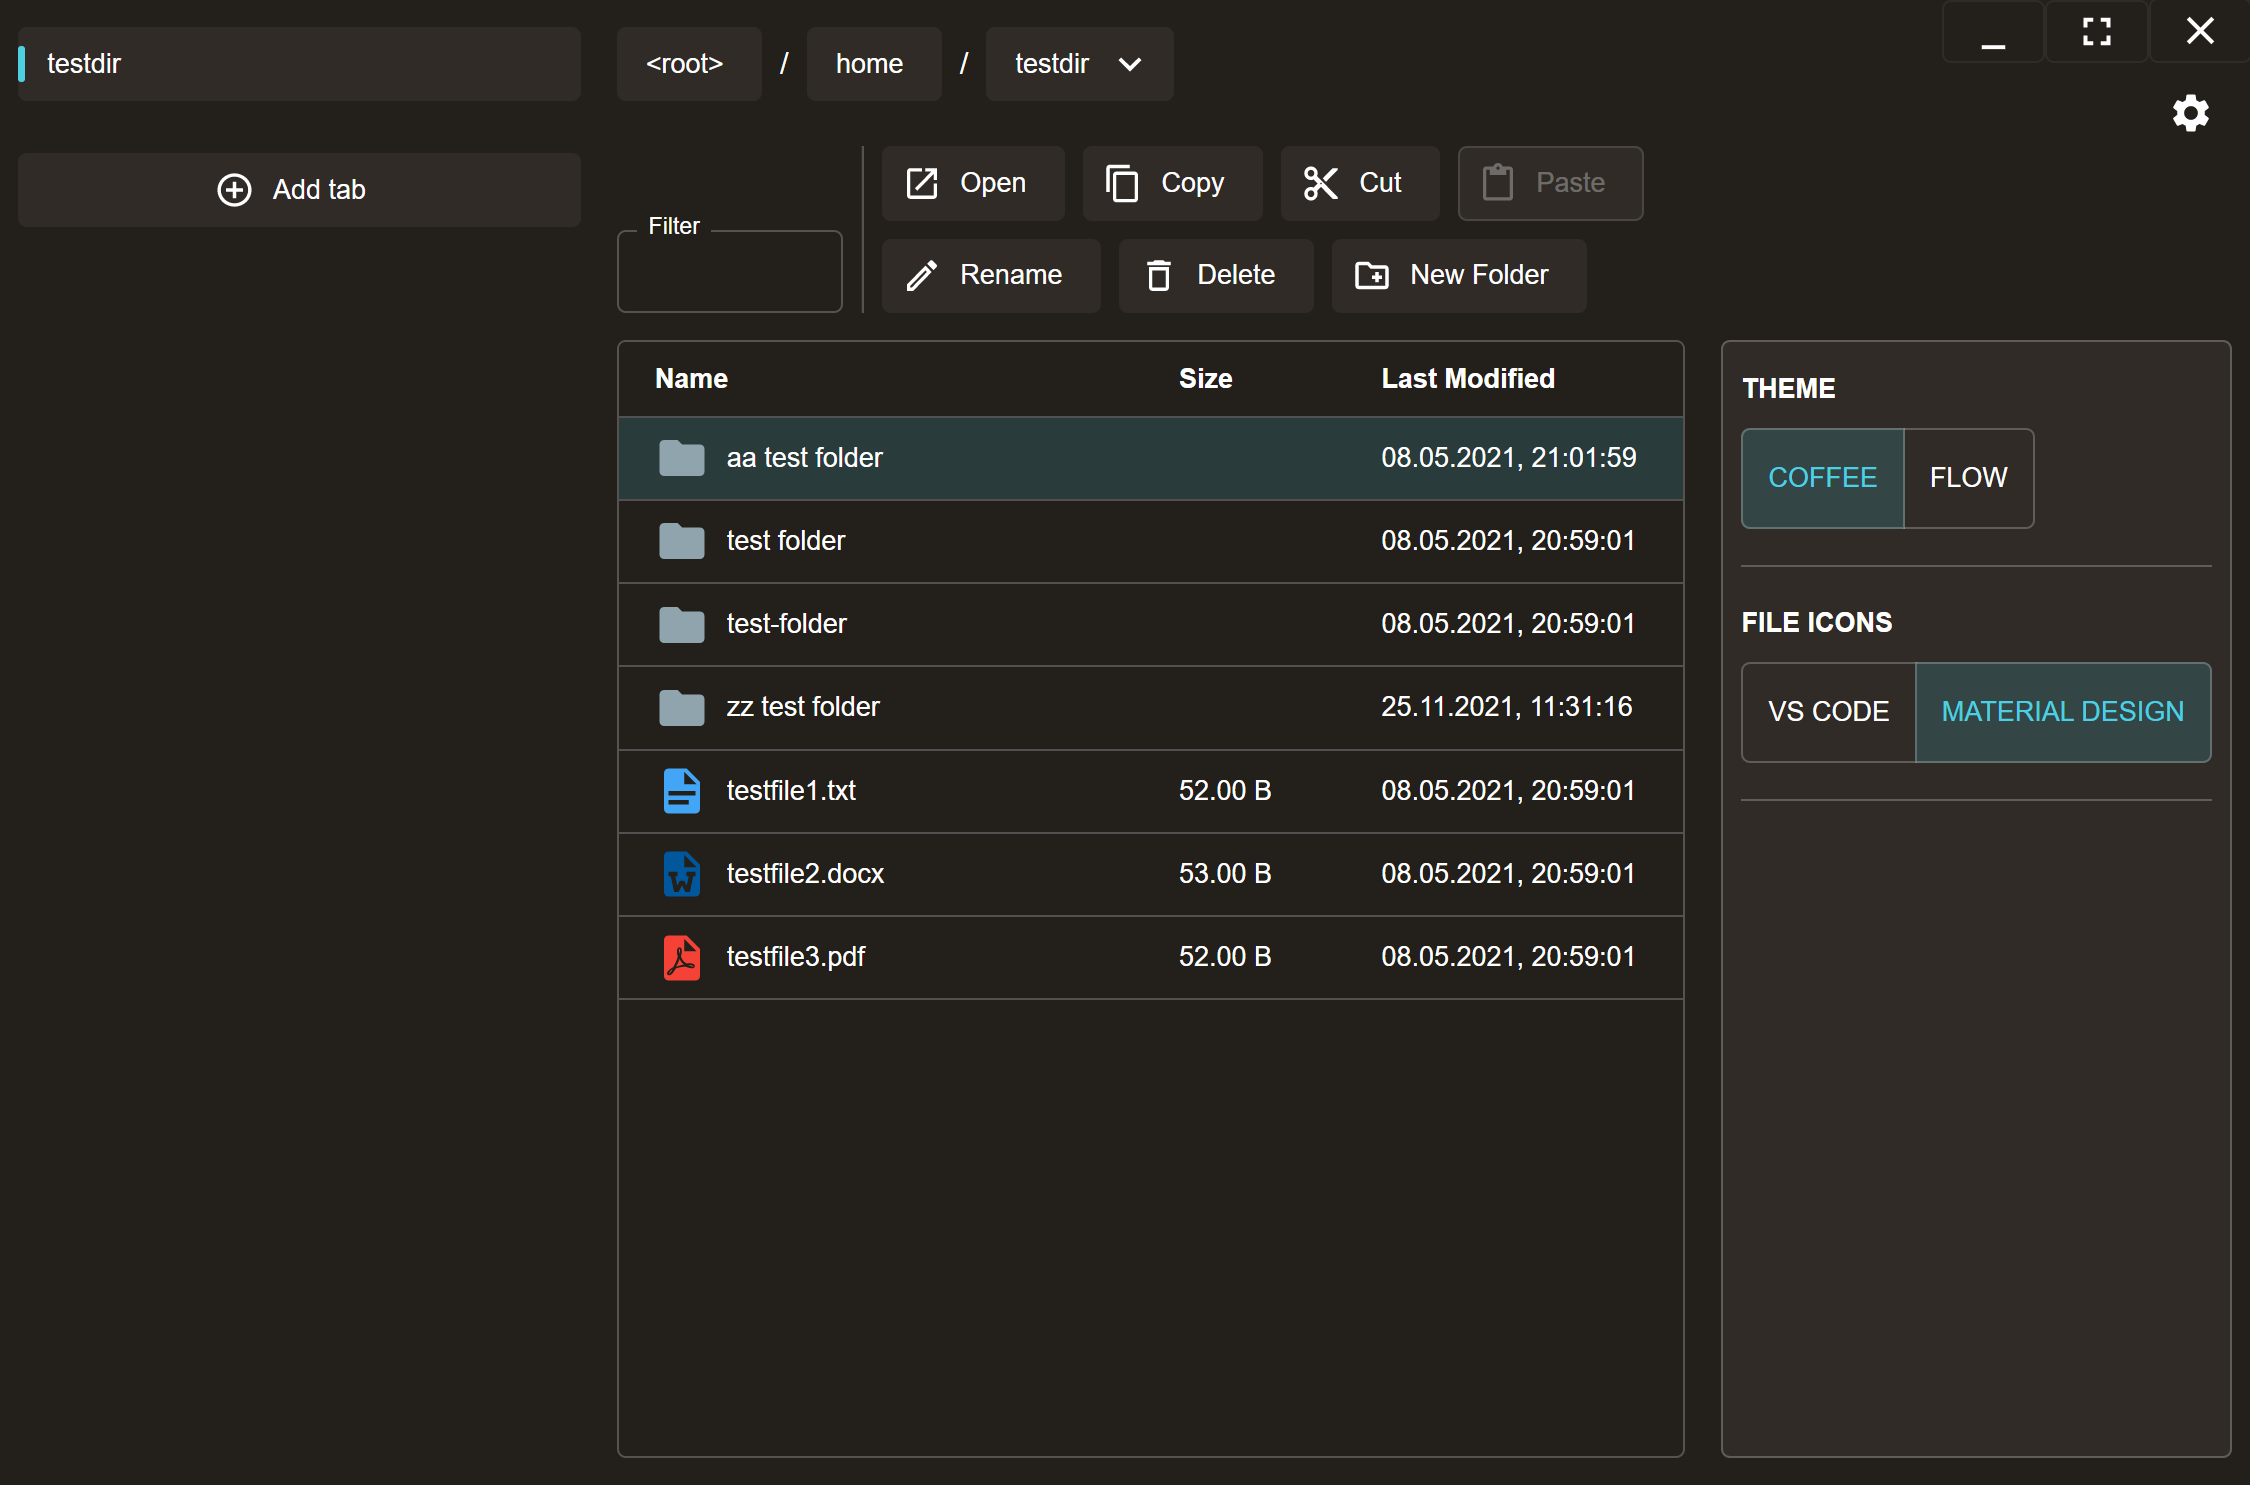 testdir
Add tab
<root> / home / testdir
Filter
Open Copy Cut Paste
Rename Delete New Folder
Name Size Last Modified
aa test folder 08.05.2021, 21:01:59
test folder 08.05.2021, 20:59:01
test-folder 08.05.2021, 20:59:01
zz test folder 25.11.2021, 11:31:16
testfile1.txt 52.00 B 08.05.2021, 20:59:01
testfile2.docx 53.00 B 08.05.2021, 20:59:01
testfile3.pdf 52.00 B 08.05.2021, 20:59:01
THEME
COFFEE FLOW
FILE ICONS
VS CODE MATERIAL DESIGN